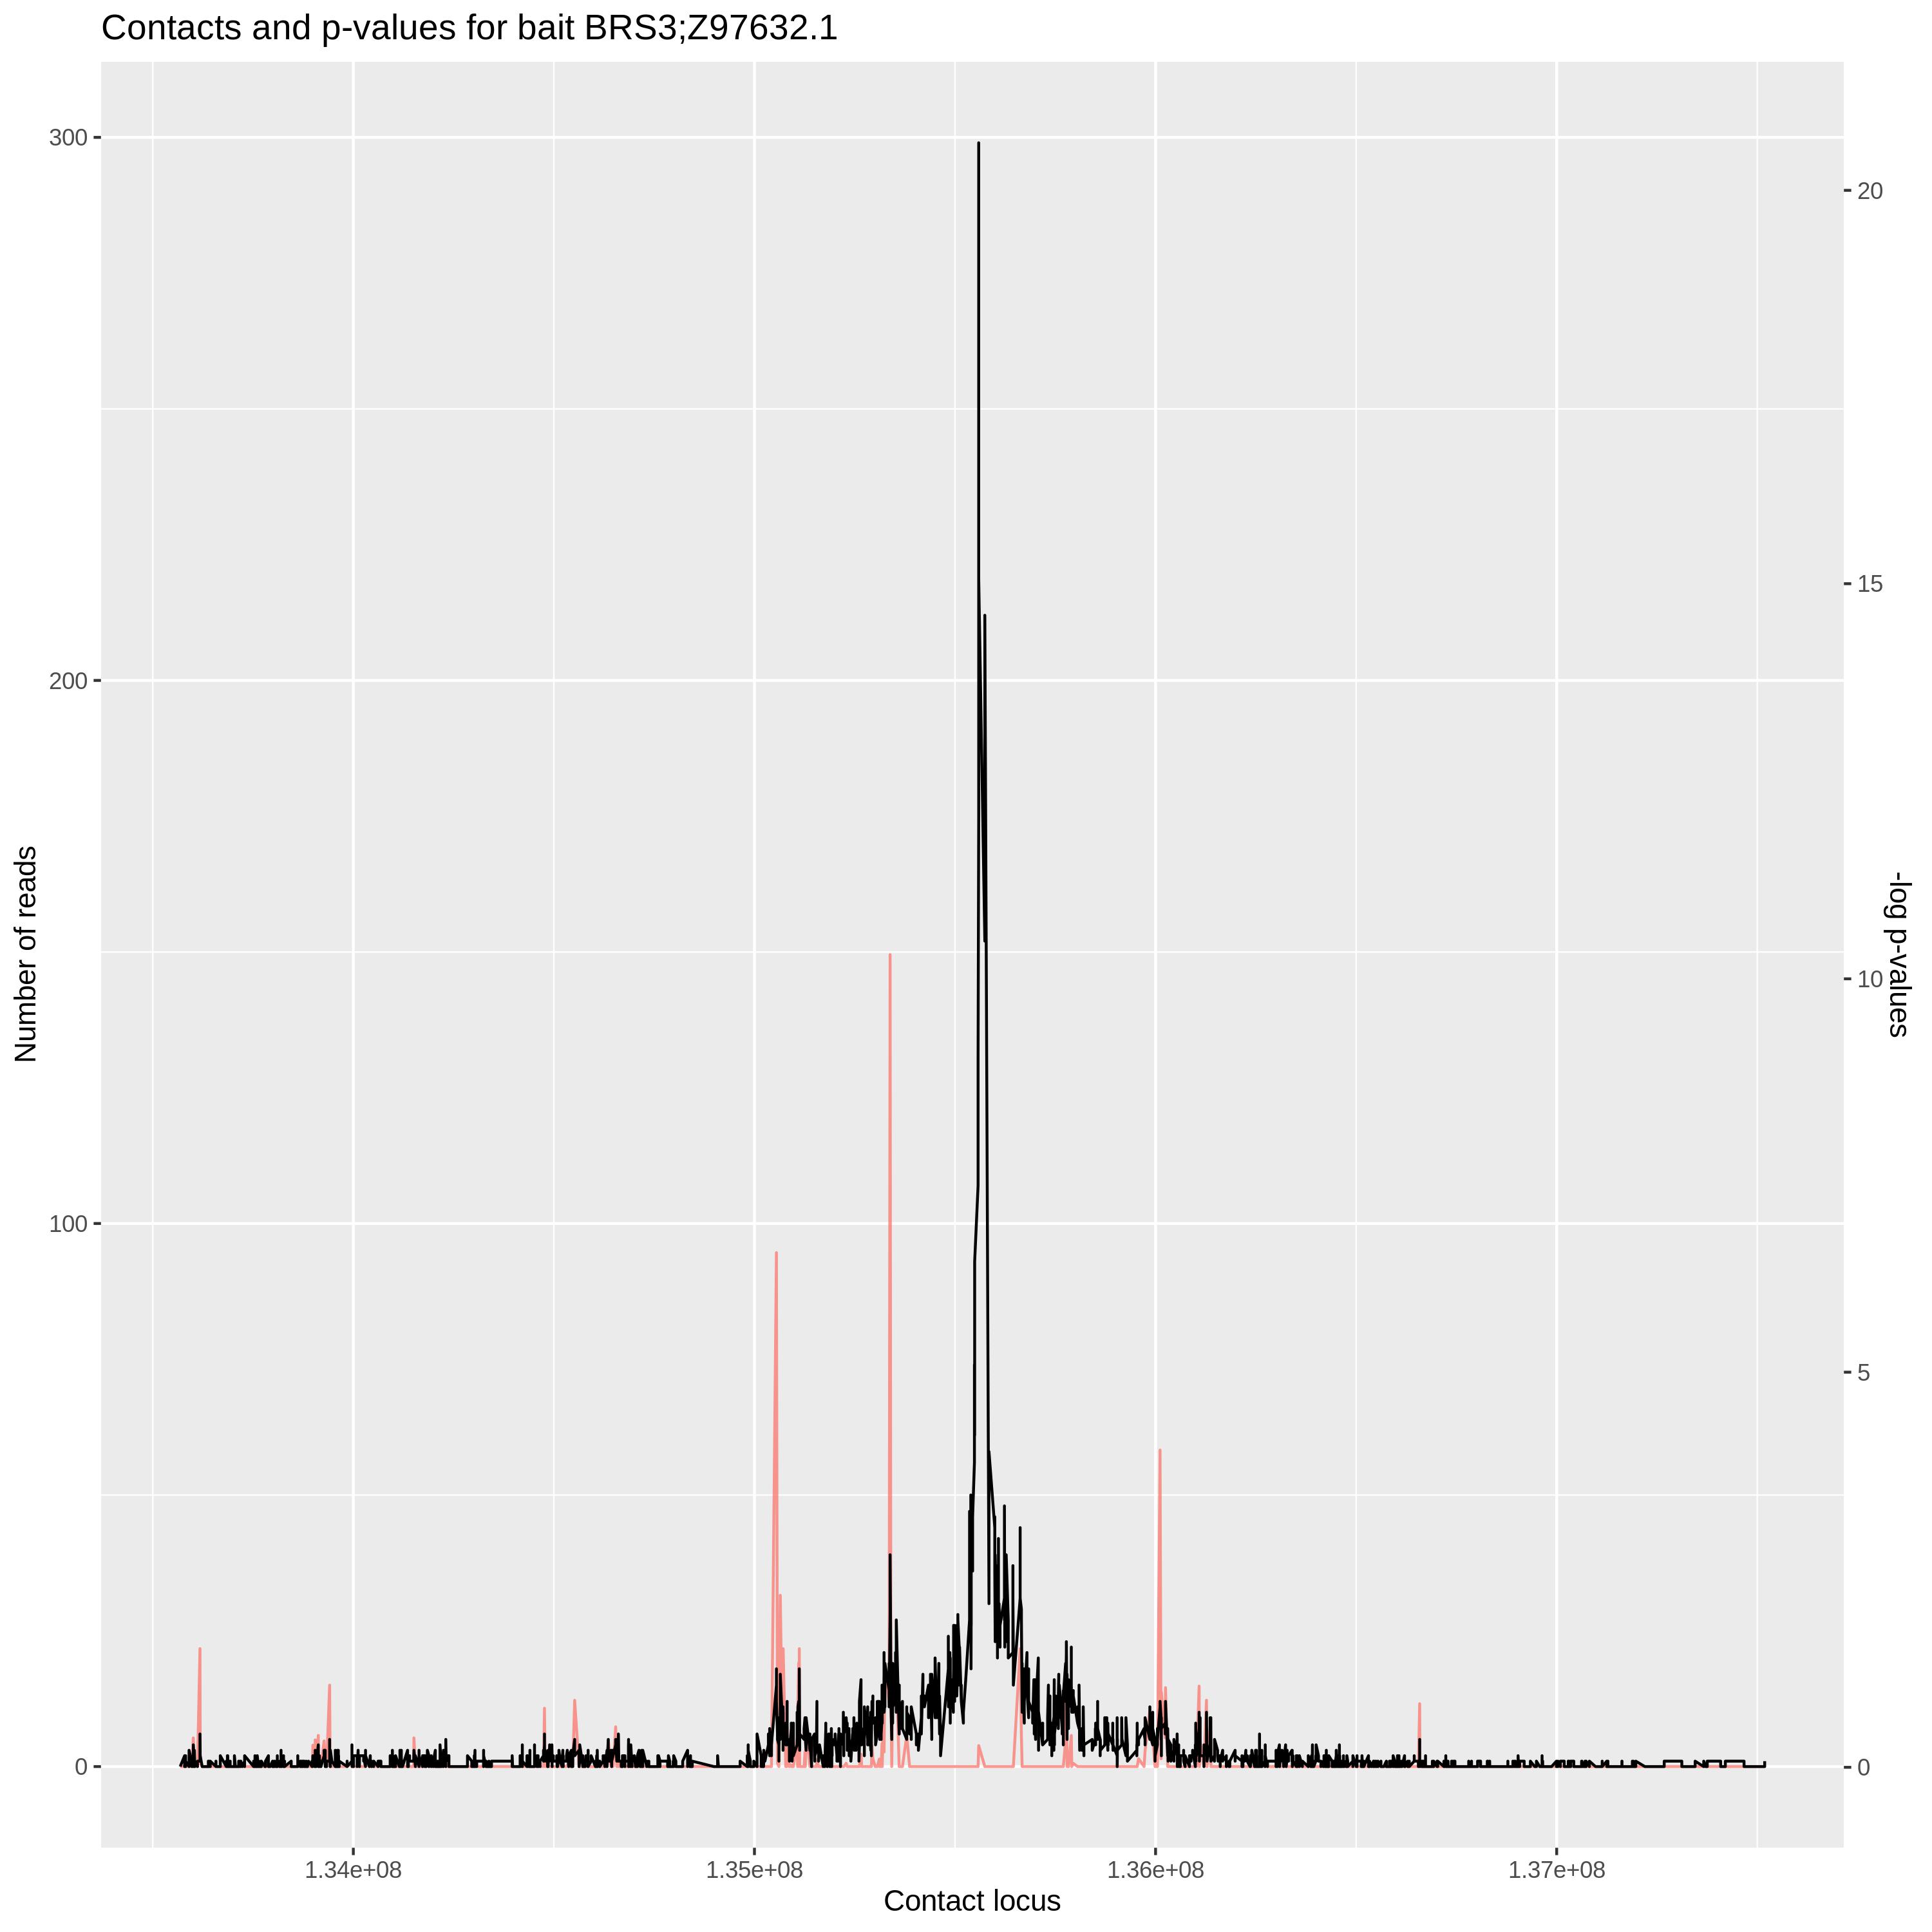 Contacts and p-values for bait BRS3;Z97632.1
300
200
100
0
Number of reads
20
15
10
5
0
-log p-values
1.34e+08 1.35e+08 1.36e+08 1.37e+08
Contact locus